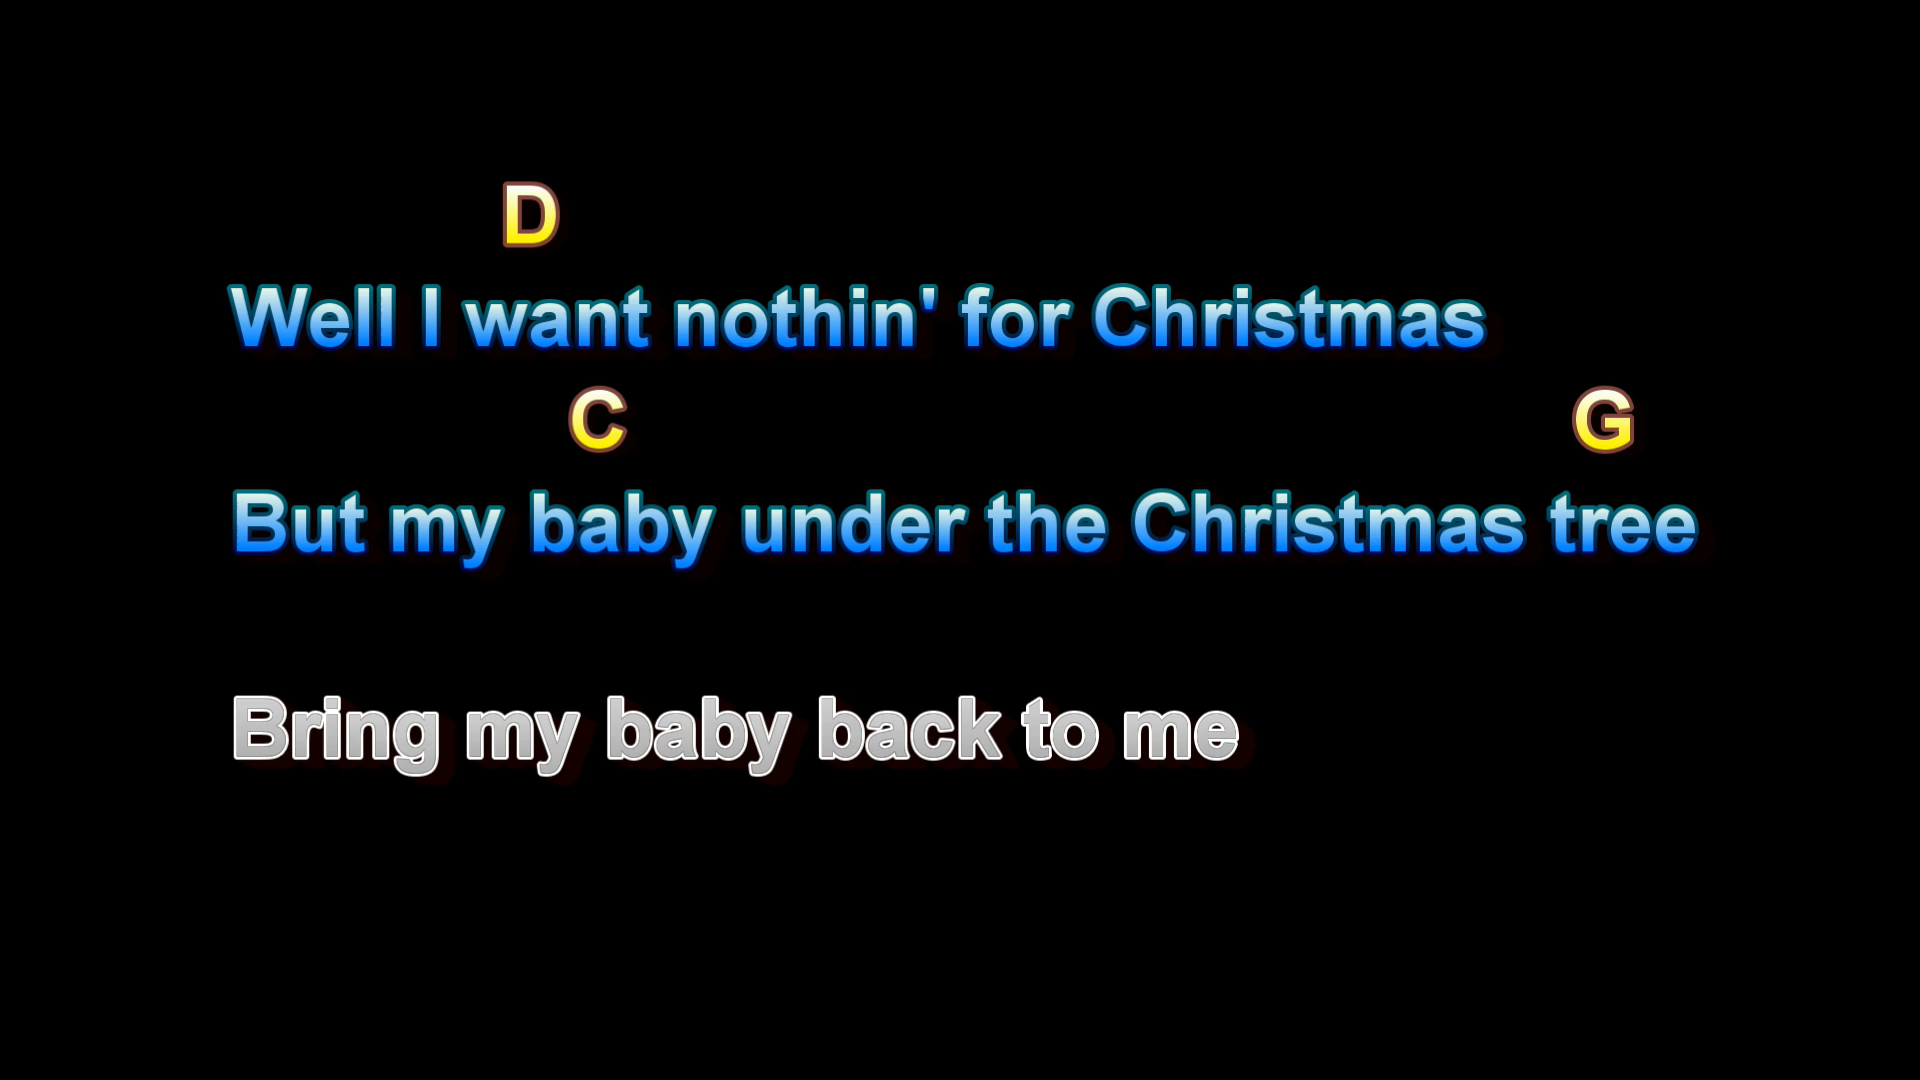 D
Well I want nothin' for Christmas
C G
But my baby under the Christmas tree
Bring my baby back to me